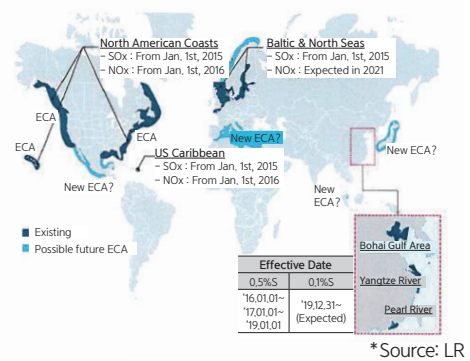 North American Coasts
- SOx : From Jan. 1st, 2015
- NOx : From Jan. 1st, 2016
Baltic & North Seas
- SOx : From Jan. 1st, 2015
- NOx : Expected in 2021
ECA
ECA
ECA
New ECA?
US Caribbean
- SOx : From Jan. 1st, 2015
- NOx : From Jan. 1st, 2016
New ECA?
New ECA?
New
ECA?
Existing
Possible future ECA
Bohai Gulf Area
Yangtze River
Pearl River
Effective Date
0,5%S 0,1%S
'16,01,01~
'17,01,01~
'19,01,01
'19,12,31~
(Expected)
*Source: LR